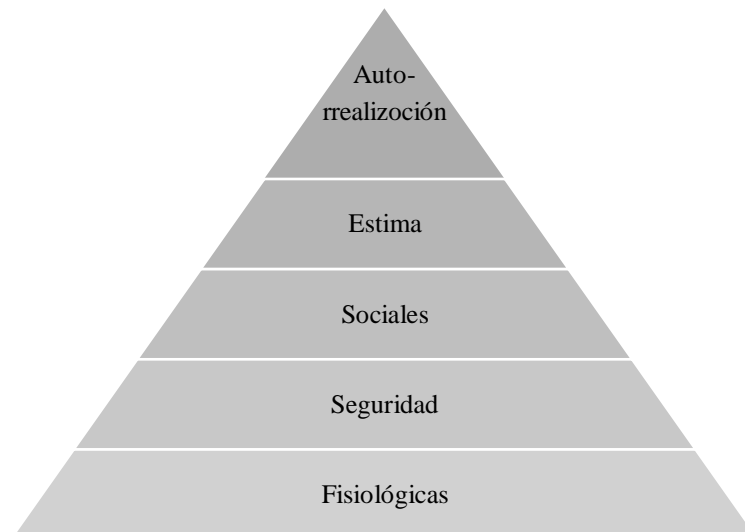 Auto-
rrealizoción
Estima
Sociales
Seguridad
Fisiológicas